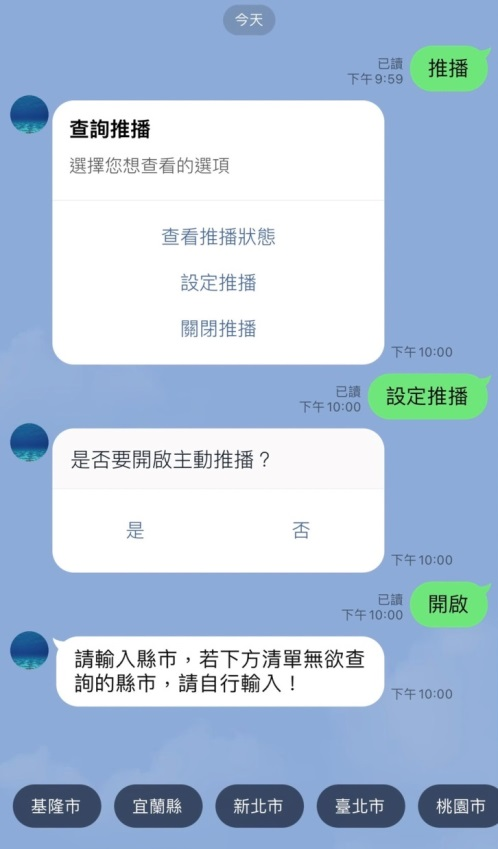 今天
已讀
下午9:59
推播
查詢推播
選擇您想查看的選項
查看推播狀態
設定推播
關閉推播
下午10:00
已讀
下午10:00
設定推播
是否要開啟主動推播？
是
否
下午10:00
已讀
下午10:00
開啟
請輸入縣市，若下方清單無欲查
詢的縣市，請自行輸入！
下午10:00
基隆市
宜蘭縣
新北市
臺北市
桃園市